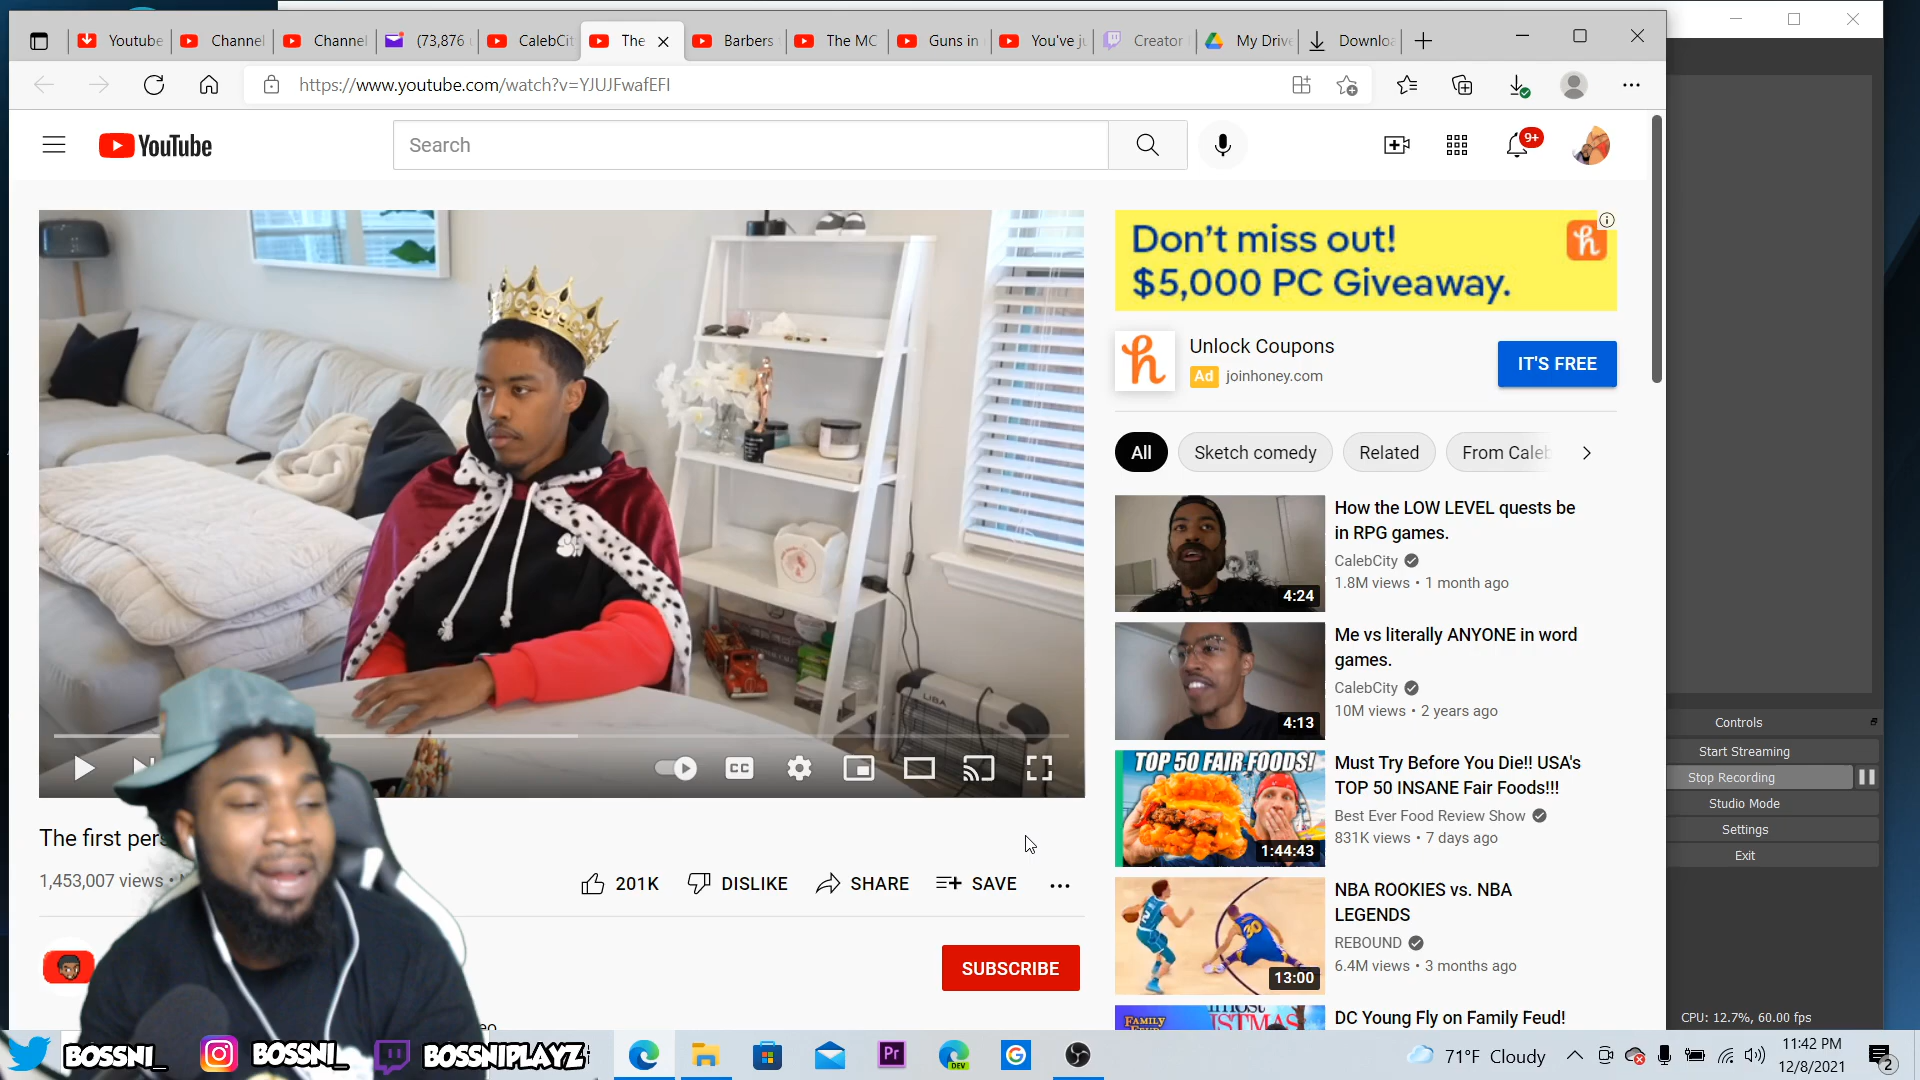 Youtube
Channel
Channel
(73,876
CalebCit
The
Barbers
The MC
Guns in
You've ju
Creator
My Drive
Downloa
https://www.youtube.com/watch?v=YJUJFwafEFI
YouTube
Search
9+
Don't miss out!
$5,000 PC Giveaway.
Unlock Coupons
Ad joinhoney.com
IT'S FREE
All
Sketch comedy
Related
From Caleb
How the LOW LEVEL quests be
in RPG games.
CalebCity
1.8M views • 1 month ago
4:24
Me vs literally ANYONE in word
games.
CalebCity
10M views • 2 years ago
4:13
TOP 50 FAIR FOODS!
Must Try Before You Die!! USA's
TOP 50 INSANE Fair Foods!!!
Best Ever Food Review Show
831K views • 7 days ago
1:44:43
NBA ROOKIES vs. NBA
LEGENDS
REBOUND
6.4M views • 3 months ago
13:00
DC Young Fly on Family Feud!
FAMILY
LIBA
CC
The first pers
1,453,007 views •
201K
DISLIKE
SHARE
SAVE
SUBSCRIBE
Controls
Start Streaming
Stop Recording
Studio Mode
Settings
Exit
CPU: 12.7%, 60.00 fps
BOSSNI_
BOSSNI_
BOSSNIPLAYZ
Pr
DEV
71°F Cloudy
11:42 PM
12/8/2021
2